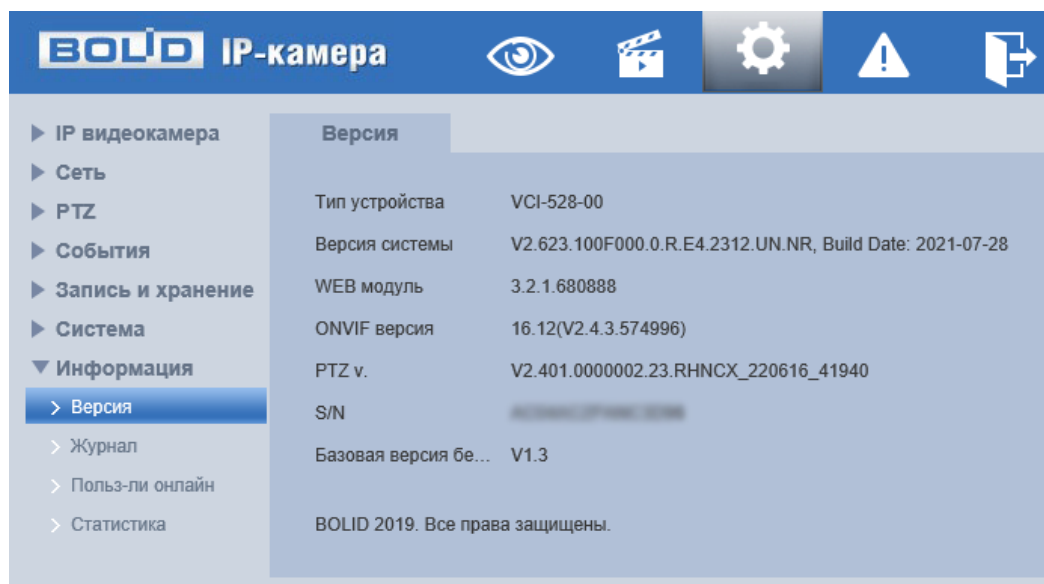 BOLID IP-камера
IP видеокамера
Сеть
PTZ
События
Запись и хранение
Система
Информация
Версия
Журнал
Польз-ли онлайн
Статистика
Версия
Тип устройства VCI-528-00
Версия системы V2.623.100F000.0.R.E4.2312.UN.NR, Build Date: 2021-07-28
WEB модуль 3.2.1.680888
ONVIF версия 16.12(V2.4.3.574996)
PTZ v. V2.401.0000002.23.RHNCX_220616_41940
S/N
Базовая версия бе... V1.3
BOLID 2019. Все права защищены.